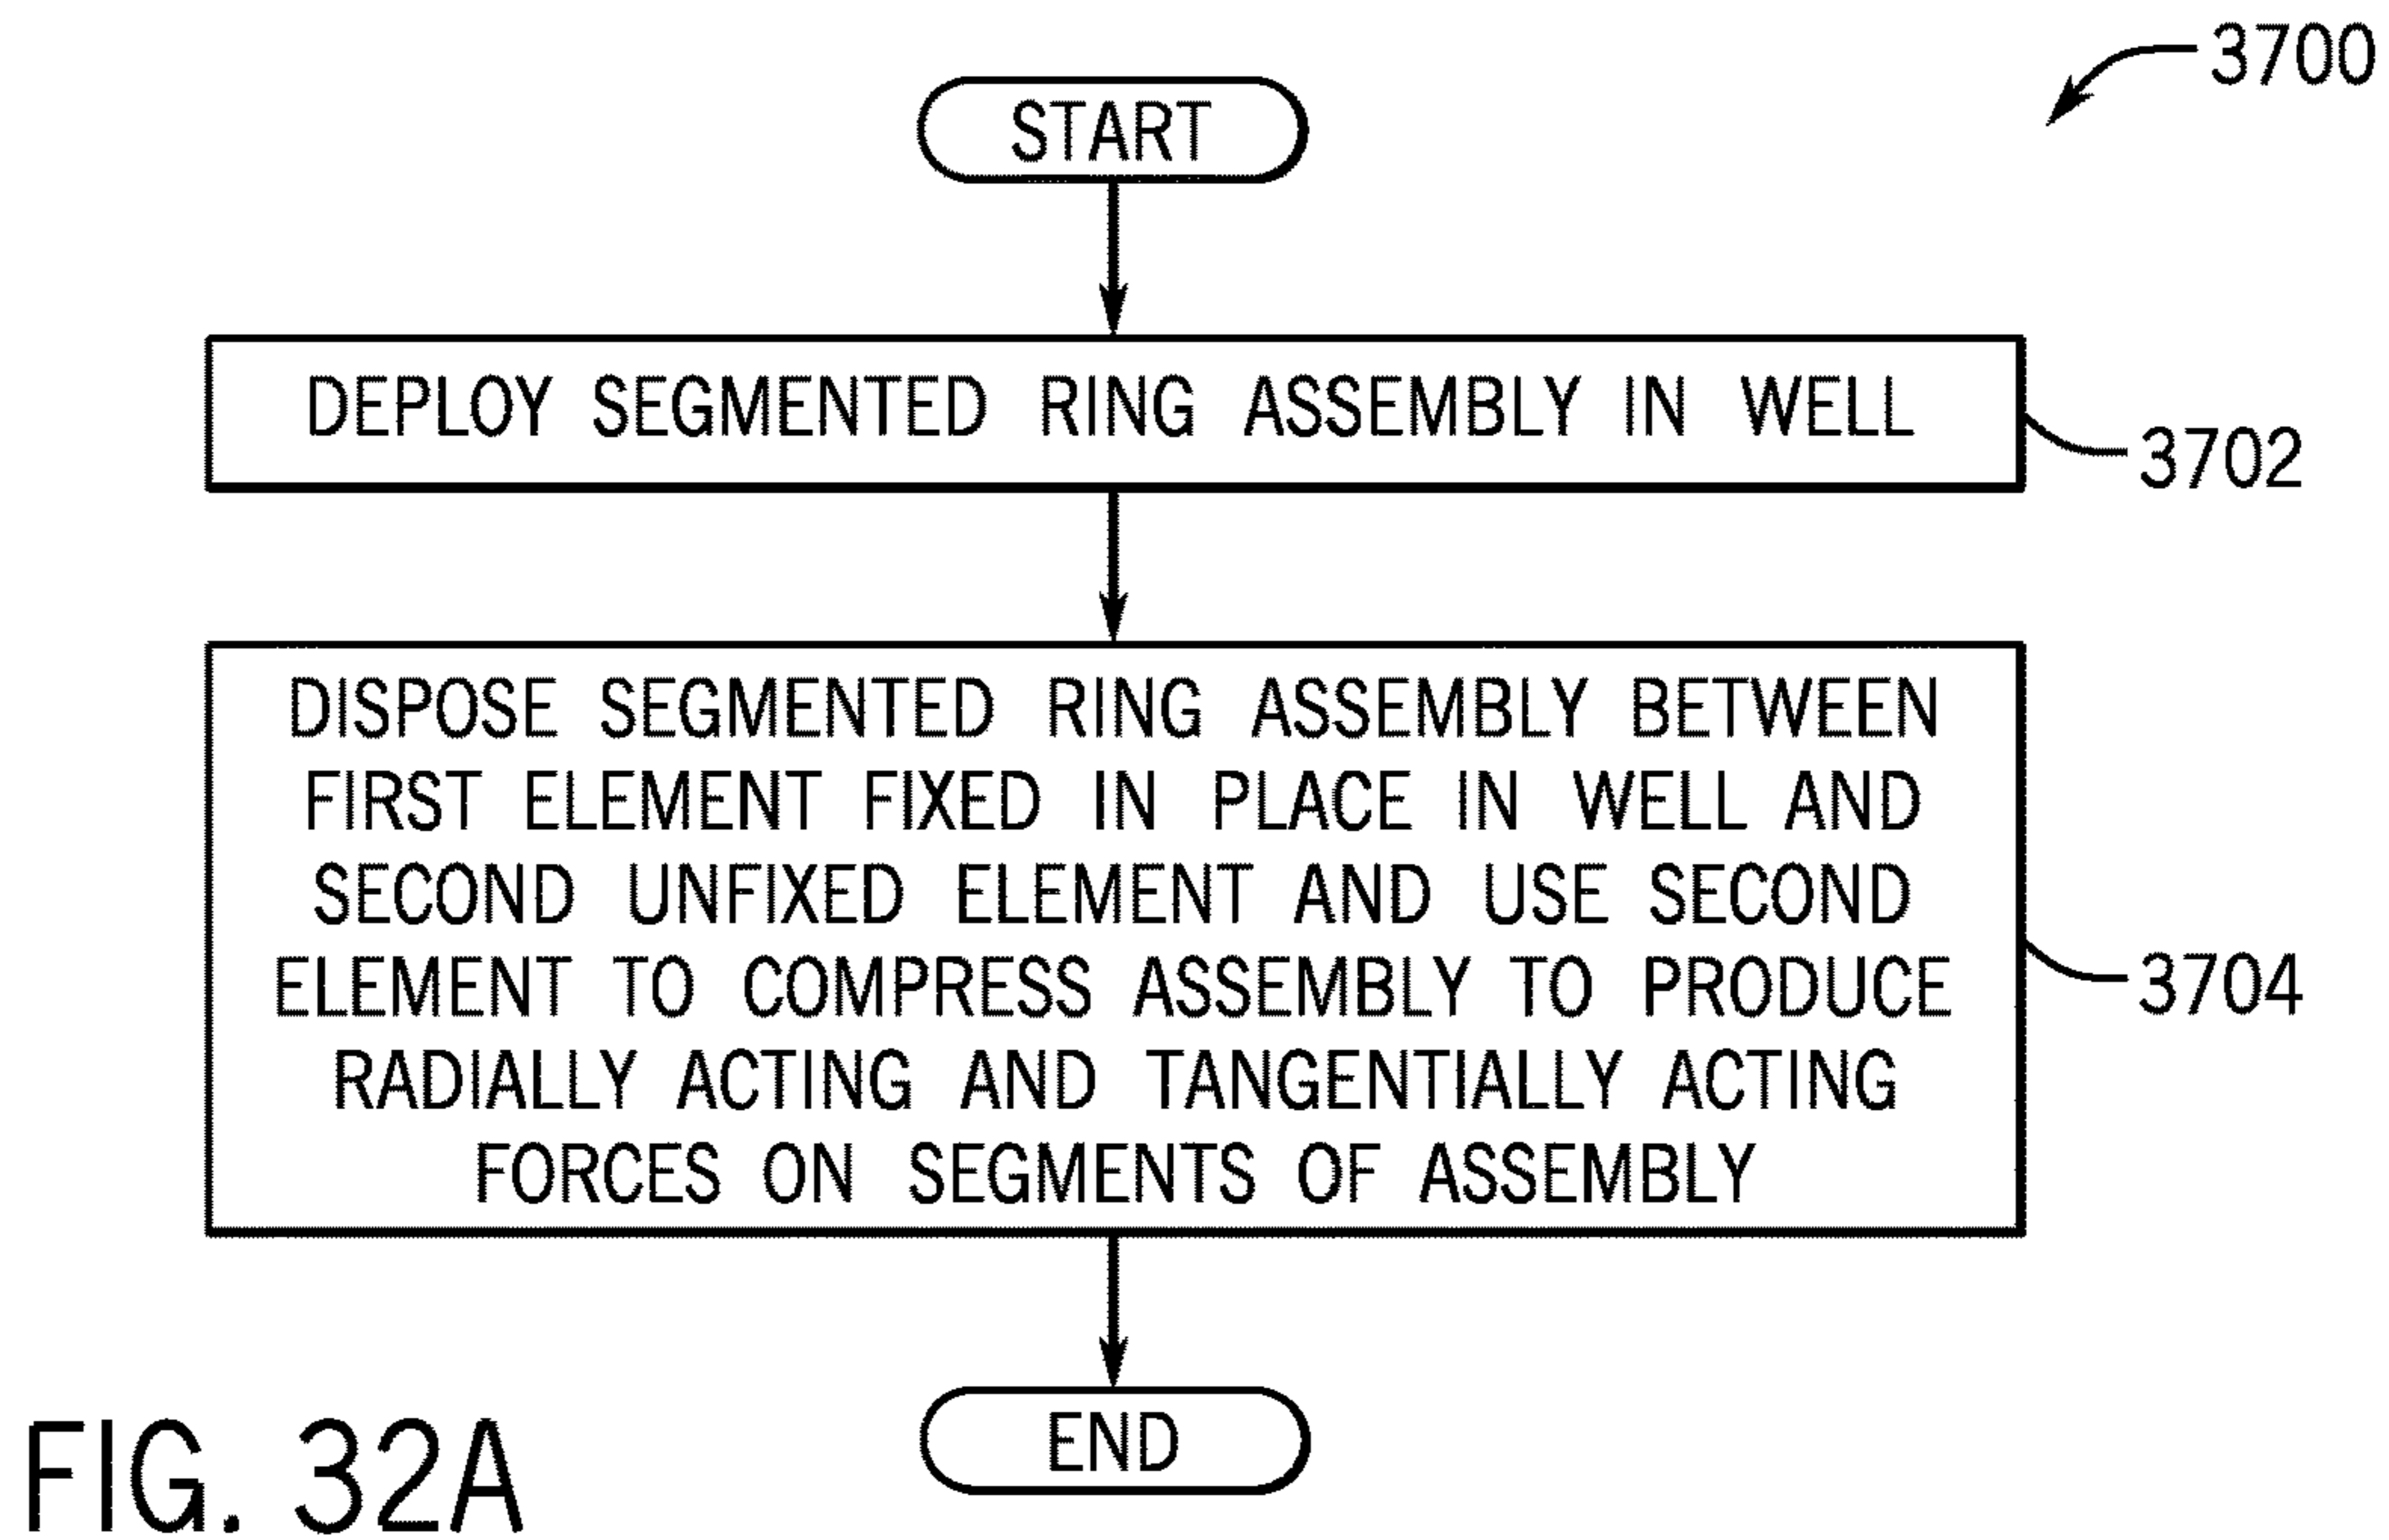 3700
START
DEPLOY SEGMENTED RING ASSEMBLY IN WELL
3702
DISPOSE SEGMENTED RING ASSEMBLY BETWEEN
FIRST ELEMENT FIXED IN PLACE IN WELL AND
SECOND UNFIXED ELEMENT AND USE SECOND
ELEMENT TO COMPRESS ASSEMBLY TO PRODUCE
RADIALLY ACTING AND TANGENTIALLY ACTING
FORCES ON SEGMENTS OF ASSEMBLY
3704
END
FIG. 32A